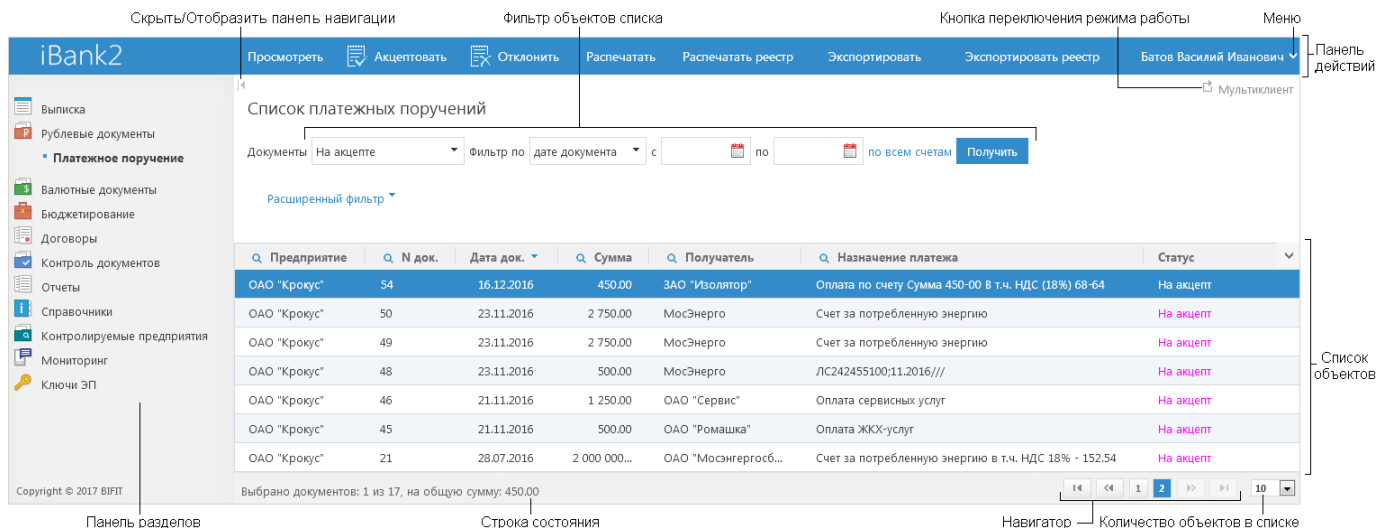 Скрыть/Отобразить панель навигации Фильтр объектов списка Кнопка переключения режима работы Меню
iBank2 Просмотреть Акцептовать Отклонить Распечатать Распечатать реестр Экспортировать Экспортировать реестр Батов Василий Иванович
Панель
действий
Мультиклиент
Список платежных поручений
Документы На акцепте Фильтр по дате документа с по по всем счетам Получить
Расширенный фильтр
Выписка
Рублевые документы
Платежное поручение
Валютные документы
Бюджетирование
Договоры
Контроль документов
Отчеты
Справочники
Контролируемые предприятия
Мониторинг
Ключи ЭП
Предприятие N док. Дата док. Сумма Получатель Назначение платежа Статус
ОАО "Крокус" 54 16.12.2016 450.00 ЗАО "Изолятор" Оплата по счету Сумма 450-00 В т.ч. НДС (18%) 68-64 На акцепт
ОАО "Крокус" 50 23.11.2016 2 750.00 МосЭнерго Счет за потребленную энергию На акцепт
ОАО "Крокус" 49 23.11.2016 2 750.00 МосЭнерго Счет за потребленную энергию На акцепт
ОАО "Крокус" 48 23.11.2016 500.00 МосЭнерго ЛС242455100;11.2016/// На акцепт
ОАО "Крокус" 46 21.11.2016 1 250.00 ОАО "Сервис" Оплата сервисных услуг На акцепт
ОАО "Крокус" 45 21.11.2016 500.00 ОАО "Ромашка" Оплата ЖКХ-услуг На акцепт
ОАО "Крокус" 21 28.07.2016 2 000 000... ОАО "Мосэнгергосб... Счет за потребленную энергию в т.ч. НДС 18% - 152.54 На акцепт
Список
объектов
Copyright © 2017 BIFIT Выбрано документов: 1 из 17, на общую сумму: 450.00 1 2 10
Панель разделов Строка состояния Навигатор Количество объектов в списке